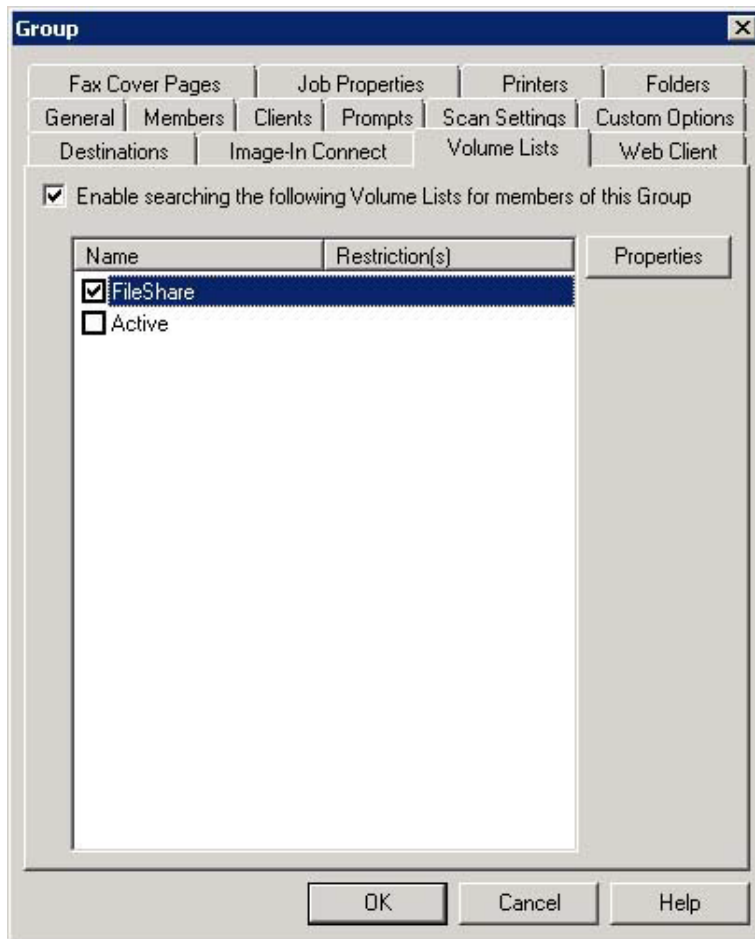 Group
Fax Cover Pages Job Properties Printers Folders
General Members Clients Prompts Scan Settings Custom Options
Destinations Image-In Connect Volume Lists Web Client
Enable searching the following Volume Lists for members of this Group
Name Restriction(s) Properties
FileShare
Active
OK Cancel Help